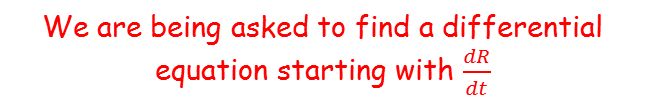 We are being asked to find a differential
equation starting with dR/dt